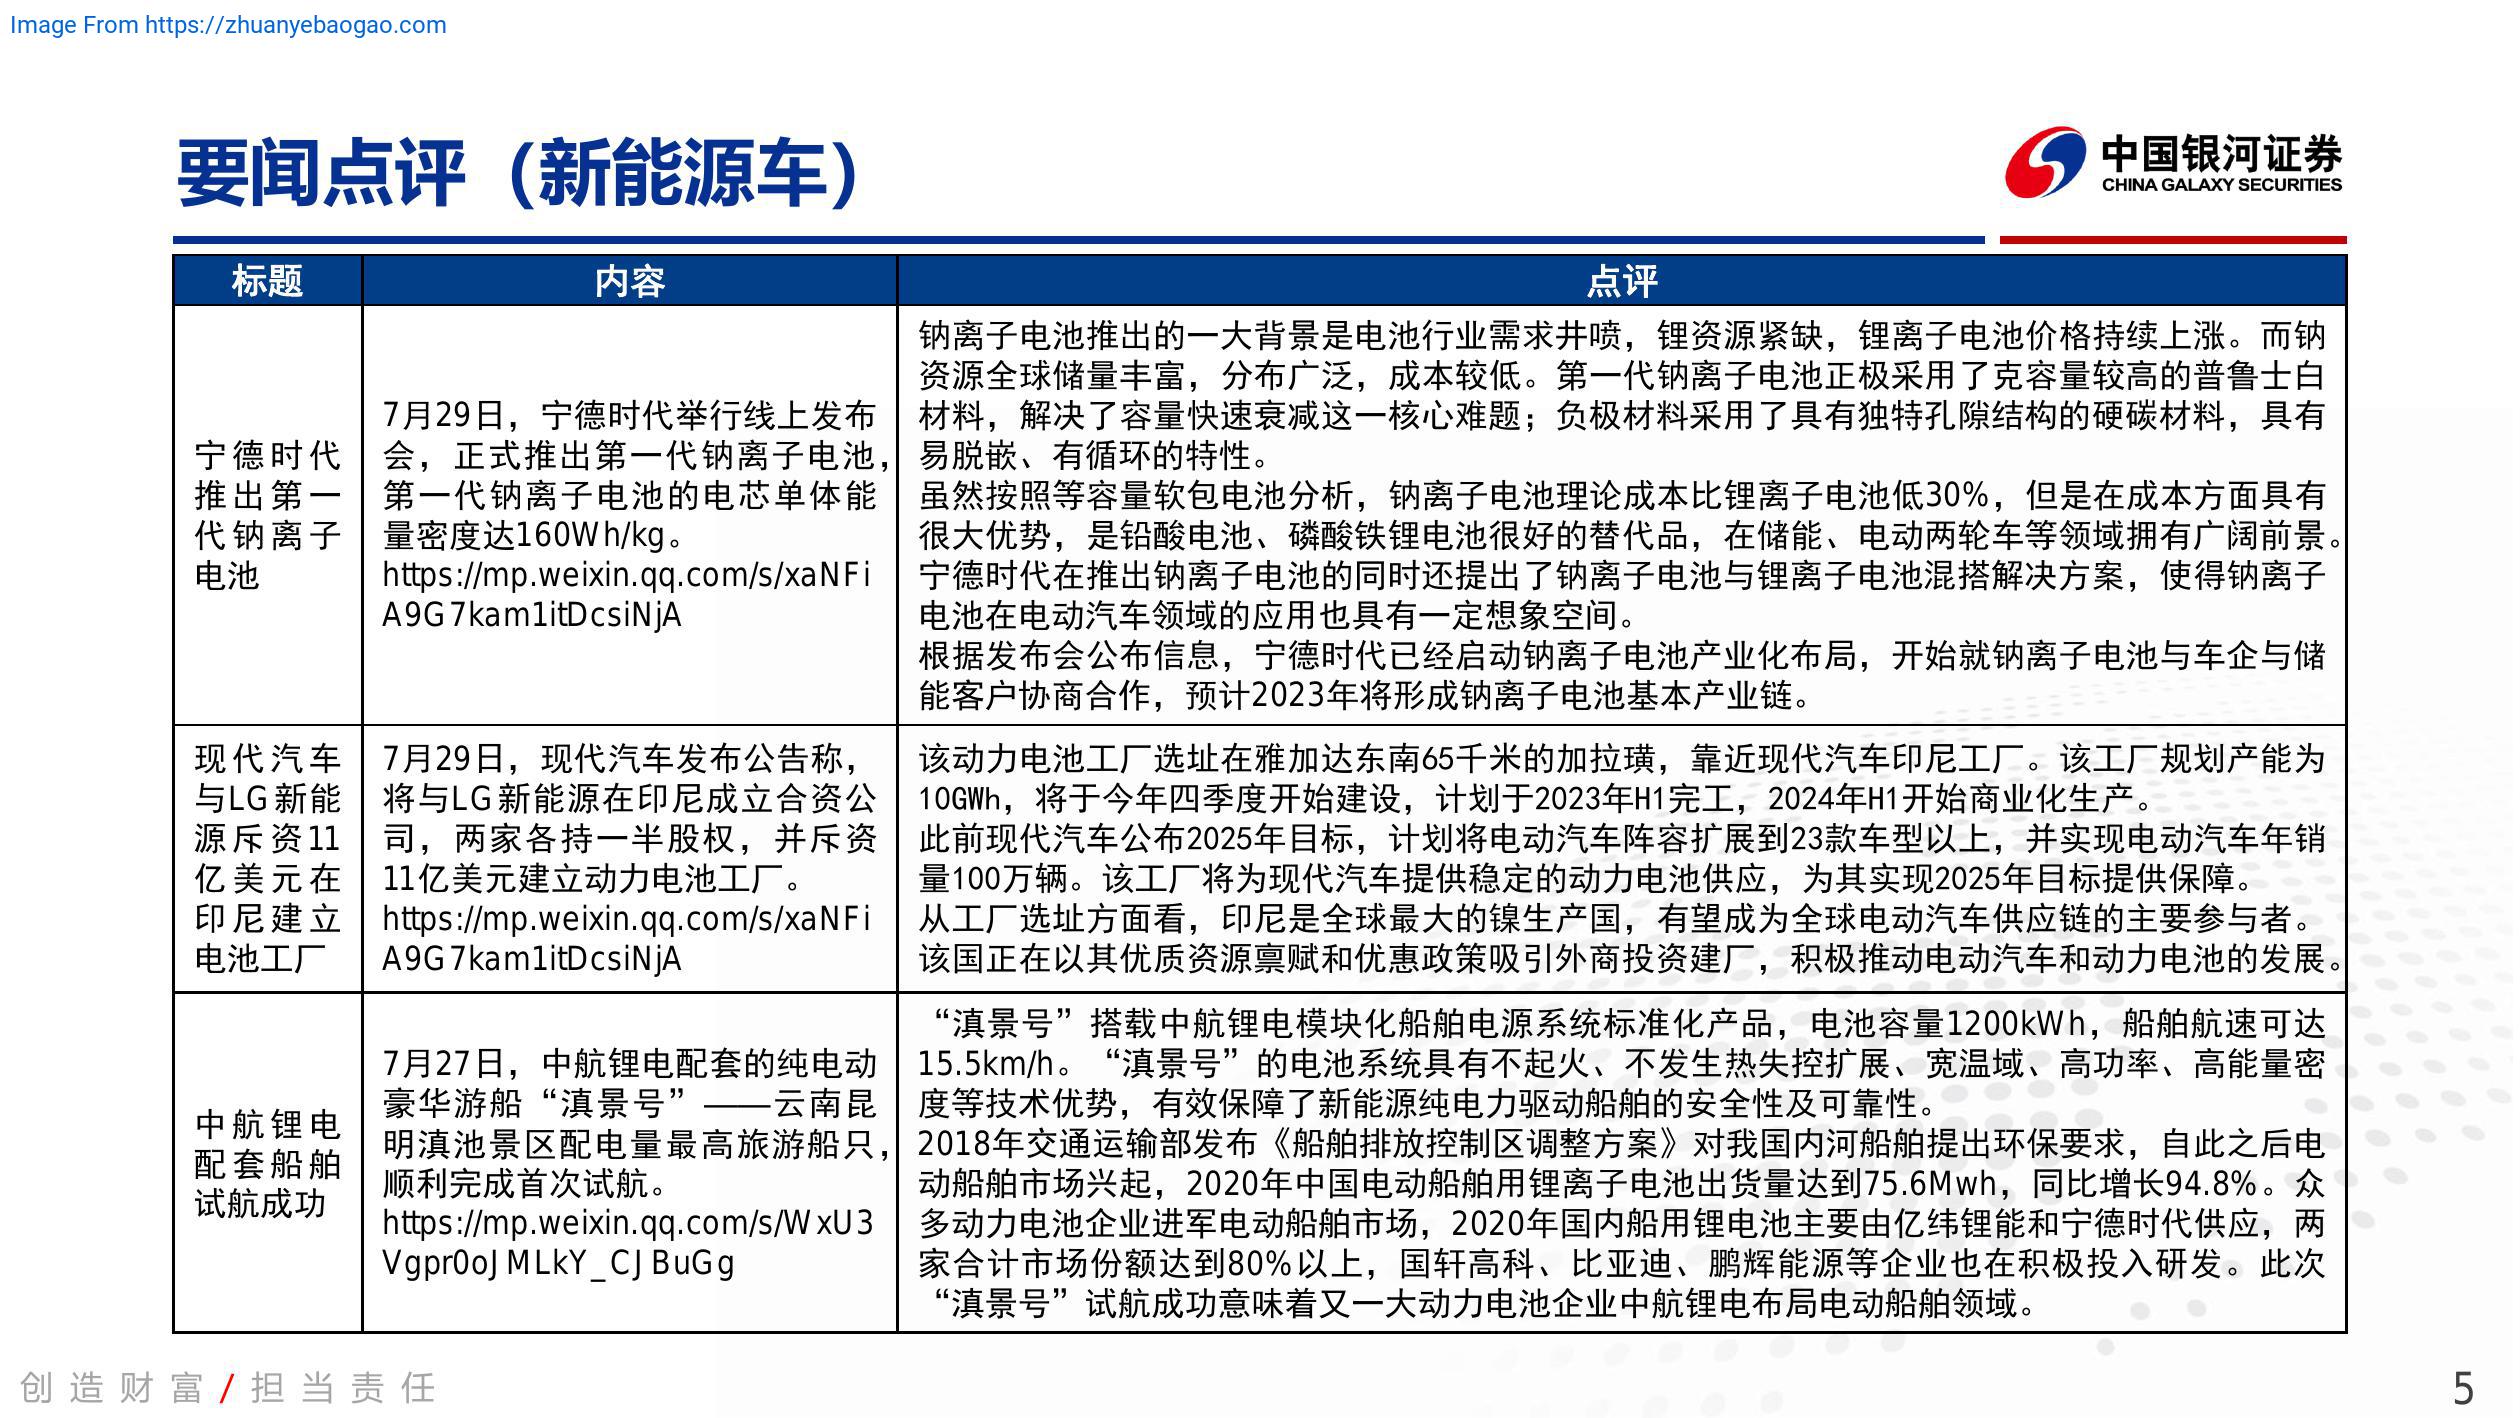 Image From https://zhuanyebaogao.com
要闻点评（新能源车）
中国银河证券
CHINA GALAXY SECURITIES
标题
内容
点评
宁德时代
推出第一
代钠离子
电池
7月29日，宁德时代举行线上发布
会，正式推出第一代钠离子电池，
第一代钠离子电池的电芯单体能
量密度达160Wh/kg。
https://mp.weixin.qq.com/s/xaNFi
A9G7kam1itDcsiNjA
钠离子电池推出的一大背景是电池行业需求井喷，锂资源紧缺，锂离子电池价格持续上涨。而钠
资源全球储量丰富，分布广泛，成本较低。第一代钠离子电池正极采用了克容量较高的普鲁士白
材料，解决了容量快速衰减这一核心难题；负极材料采用了具有独特孔隙结构的硬碳材料，具有
易脱嵌、有循环的特性。
虽然按照等容量软包电池分析，钠离子电池理论成本比锂离子电池低30%，但是在成本方面具有
很大优势，是铅酸电池、磷酸铁锂电池很好的替代品，在储能、电动两轮车等领域拥有广阔前景。
宁德时代在推出钠离子电池的同时还提出了钠离子电池与锂离子电池混搭解决方案，使得钠离子
电池在电动汽车领域的应用也具有一定想象空间。
根据发布会公布信息，宁德时代已经启动钠离子电池产业化布局，开始就钠离子电池与车企与储
能客户协商合作，预计2023年将形成钠离子电池基本产业链。
现代汽车
与LG新能
源斥资11
亿美元在
印尼建立
电池工厂
7月29日，现代汽车发布公告称，
将与LG新能源在印尼成立合资公
司，两家各持一半股权，并斥资
11亿美元建立动力电池工厂。
https://mp.weixin.qq.com/s/xaNFi
A9G7kam1itDcsiNjA
该动力电池工厂选址在雅加达东南65千米的加拉璜，靠近现代汽车印尼工厂。该工厂规划产能为
10GWh，将于今年四季度开始建设，计划于2023年H1完工，2024年H1开始商业化生产。
此前现代汽车公布2025年目标，计划将电动汽车阵容扩展到23款车型以上，并实现电动汽车年销
量100万辆。该工厂将为现代汽车提供稳定的动力电池供应，为其实现2025年目标提供保障。
从工厂选址方面看，印尼是全球最大的镍生产国，有望成为全球电动汽车供应链的主要参与者。
该国正在以其优质资源禀赋和优惠政策吸引外商投资建厂，积极推动电动汽车和动力电池的发展。
中航锂电
配套船舶
试航成功
7月27日，中航锂电配套的纯电动
豪华游船“滇景号”——云南昆
明滇池景区配电量最高旅游船只，
顺利完成首次试航。
https://mp.weixin.qq.com/s/WxU3
Vgpr0oJMLkY_CJBuGg
“滇景号”搭载中航锂电模块化船舶电源系统标准化产品，电池容量1200kWh，船舶航速可达
15.5km/h。“滇景号”的电池系统具有不起火、不发生热失控扩展、宽温域、高功率、高能量密
度等技术优势，有效保障了新能源纯电力驱动船舶的安全性及可靠性。
2018年交通运输部发布《船舶排放控制区调整方案》对我国内河船舶提出环保要求，自此之后电
动船舶市场兴起，2020年中国电动船舶用锂离子电池出货量达到75.6Mwh，同比增长94.8%。众
多动力电池企业进军电动船舶市场，2020年国内船用锂电池主要由亿纬锂能和宁德时代供应，两
家合计市场份额达到80%以上，国轩高科、比亚迪、鹏辉能源等企业也在积极投入研发。此次
“滇景号”试航成功意味着又一大动力电池企业中航锂电布局电动船舶领域。
创造财富/担当责任
5